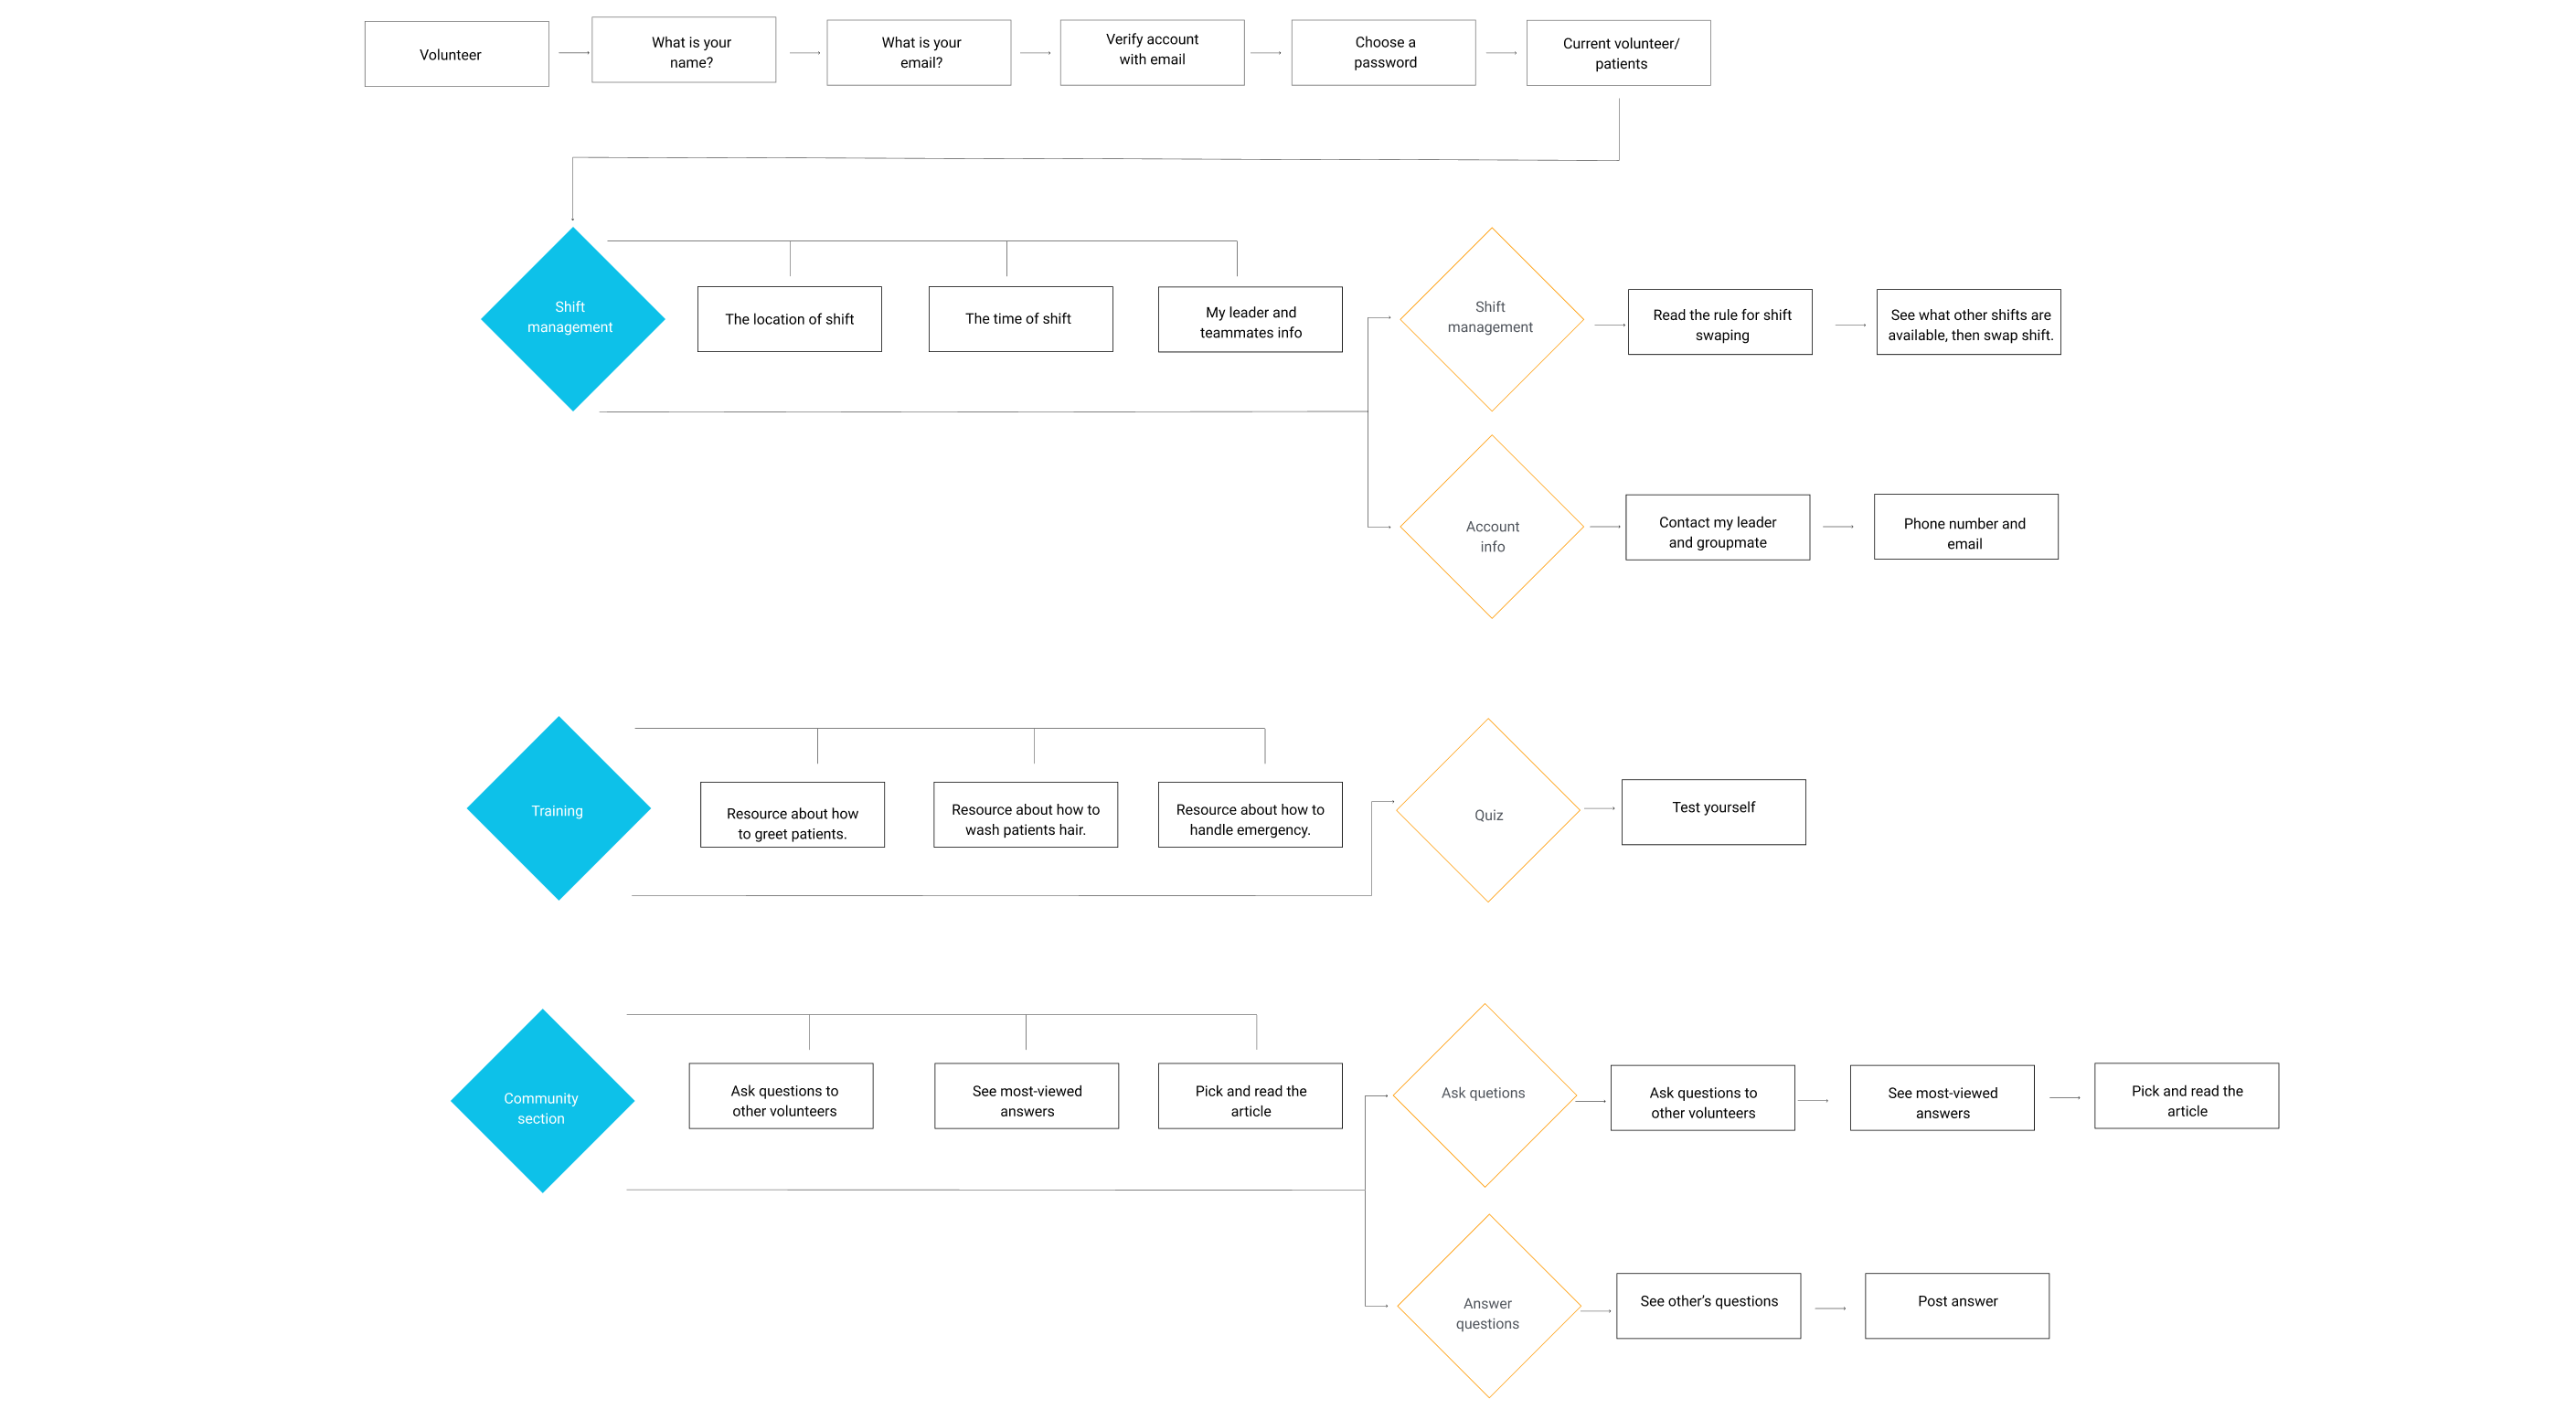 Volunteer
What is your
name?
What is your
email?
Verify account
with email
Choose a
password
Current volunteer/
patients
Shift
management
The location of shift
The time of shift
My leader and
teammates info
Shift
management
Read the rule for shift
swaping
See what other shifts are
available, then swap shift.
Account
info
Contact my leader
and groupmate
Phone number and
email
Training
Resource about how
to greet patients.
Resource about how to
wash patients hair.
Resource about how to
handle emergency.
Quiz
Test yourself
Community
section
Ask questions to
other volunteers
See most-viewed
answers
Pick and read the
article
Ask quetions
Ask questions to
other volunteers
See most-viewed
answers
Pick and read the
article
Answer
questions
See other’s questions
Post answer